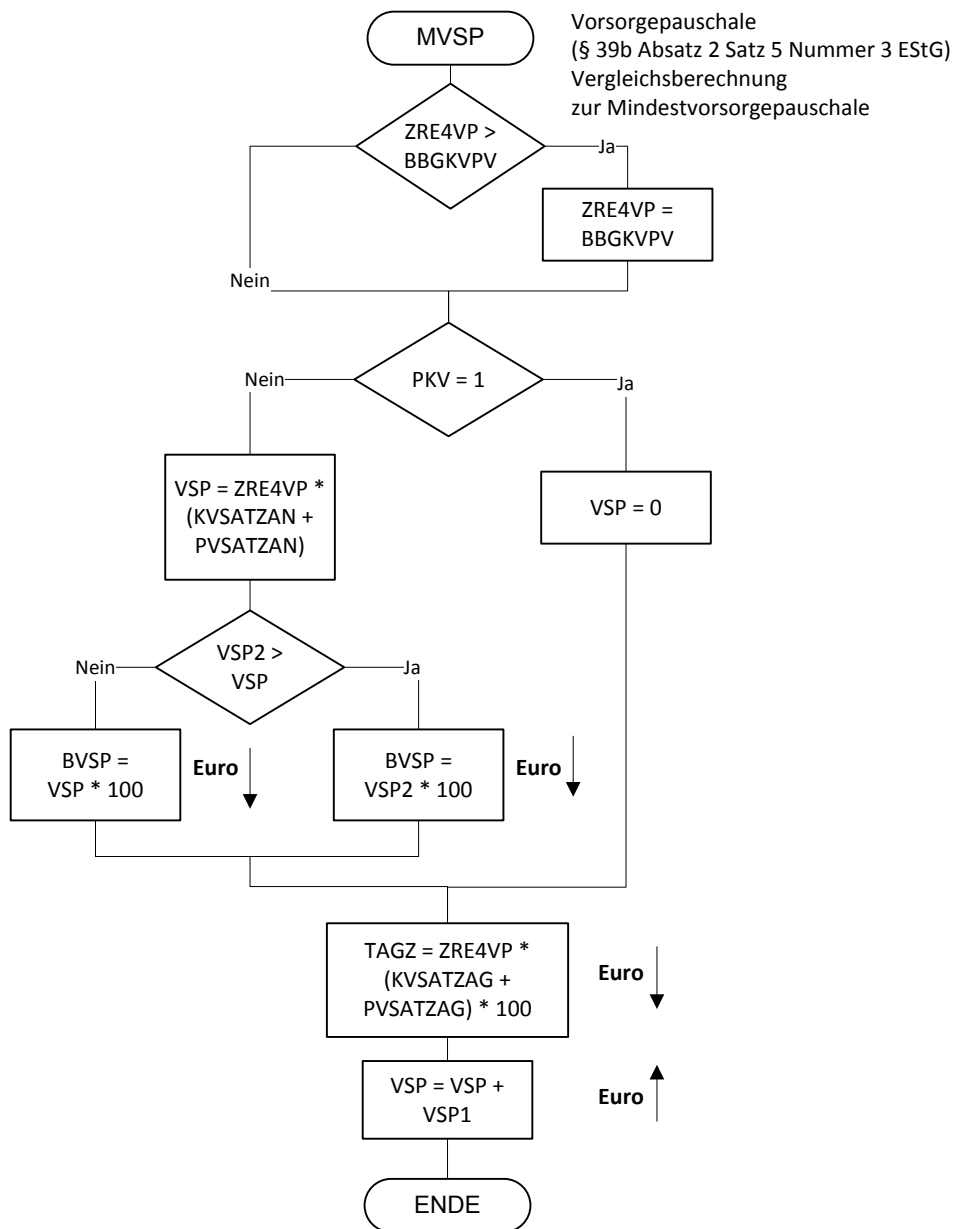 MVSP
Vorsorgepauschale
(§ 39b Absatz 2 Satz 5 Nummer 3 EStG)
Vergleichsberechnung
zur Mindestvorsorgepauschale
ZRE4VP >
BBGKVPV
Ja
ZRE4VP =
BBGKVPV
Nein
PKV = 1
Nein
Ja
VSP = ZRE4VP *
(KVSATZAN +
PVSATZAN)
VSP = 0
VSP2 >
VSP
Nein
Ja
BVSP =
VSP * 100
Euro
BVSP =
VSP2 * 100
Euro
TAGZ = ZRE4VP *
(KVSATZAG +
PVSATZAG) * 100
Euro
VSP = VSP +
VSP1
Euro
ENDE